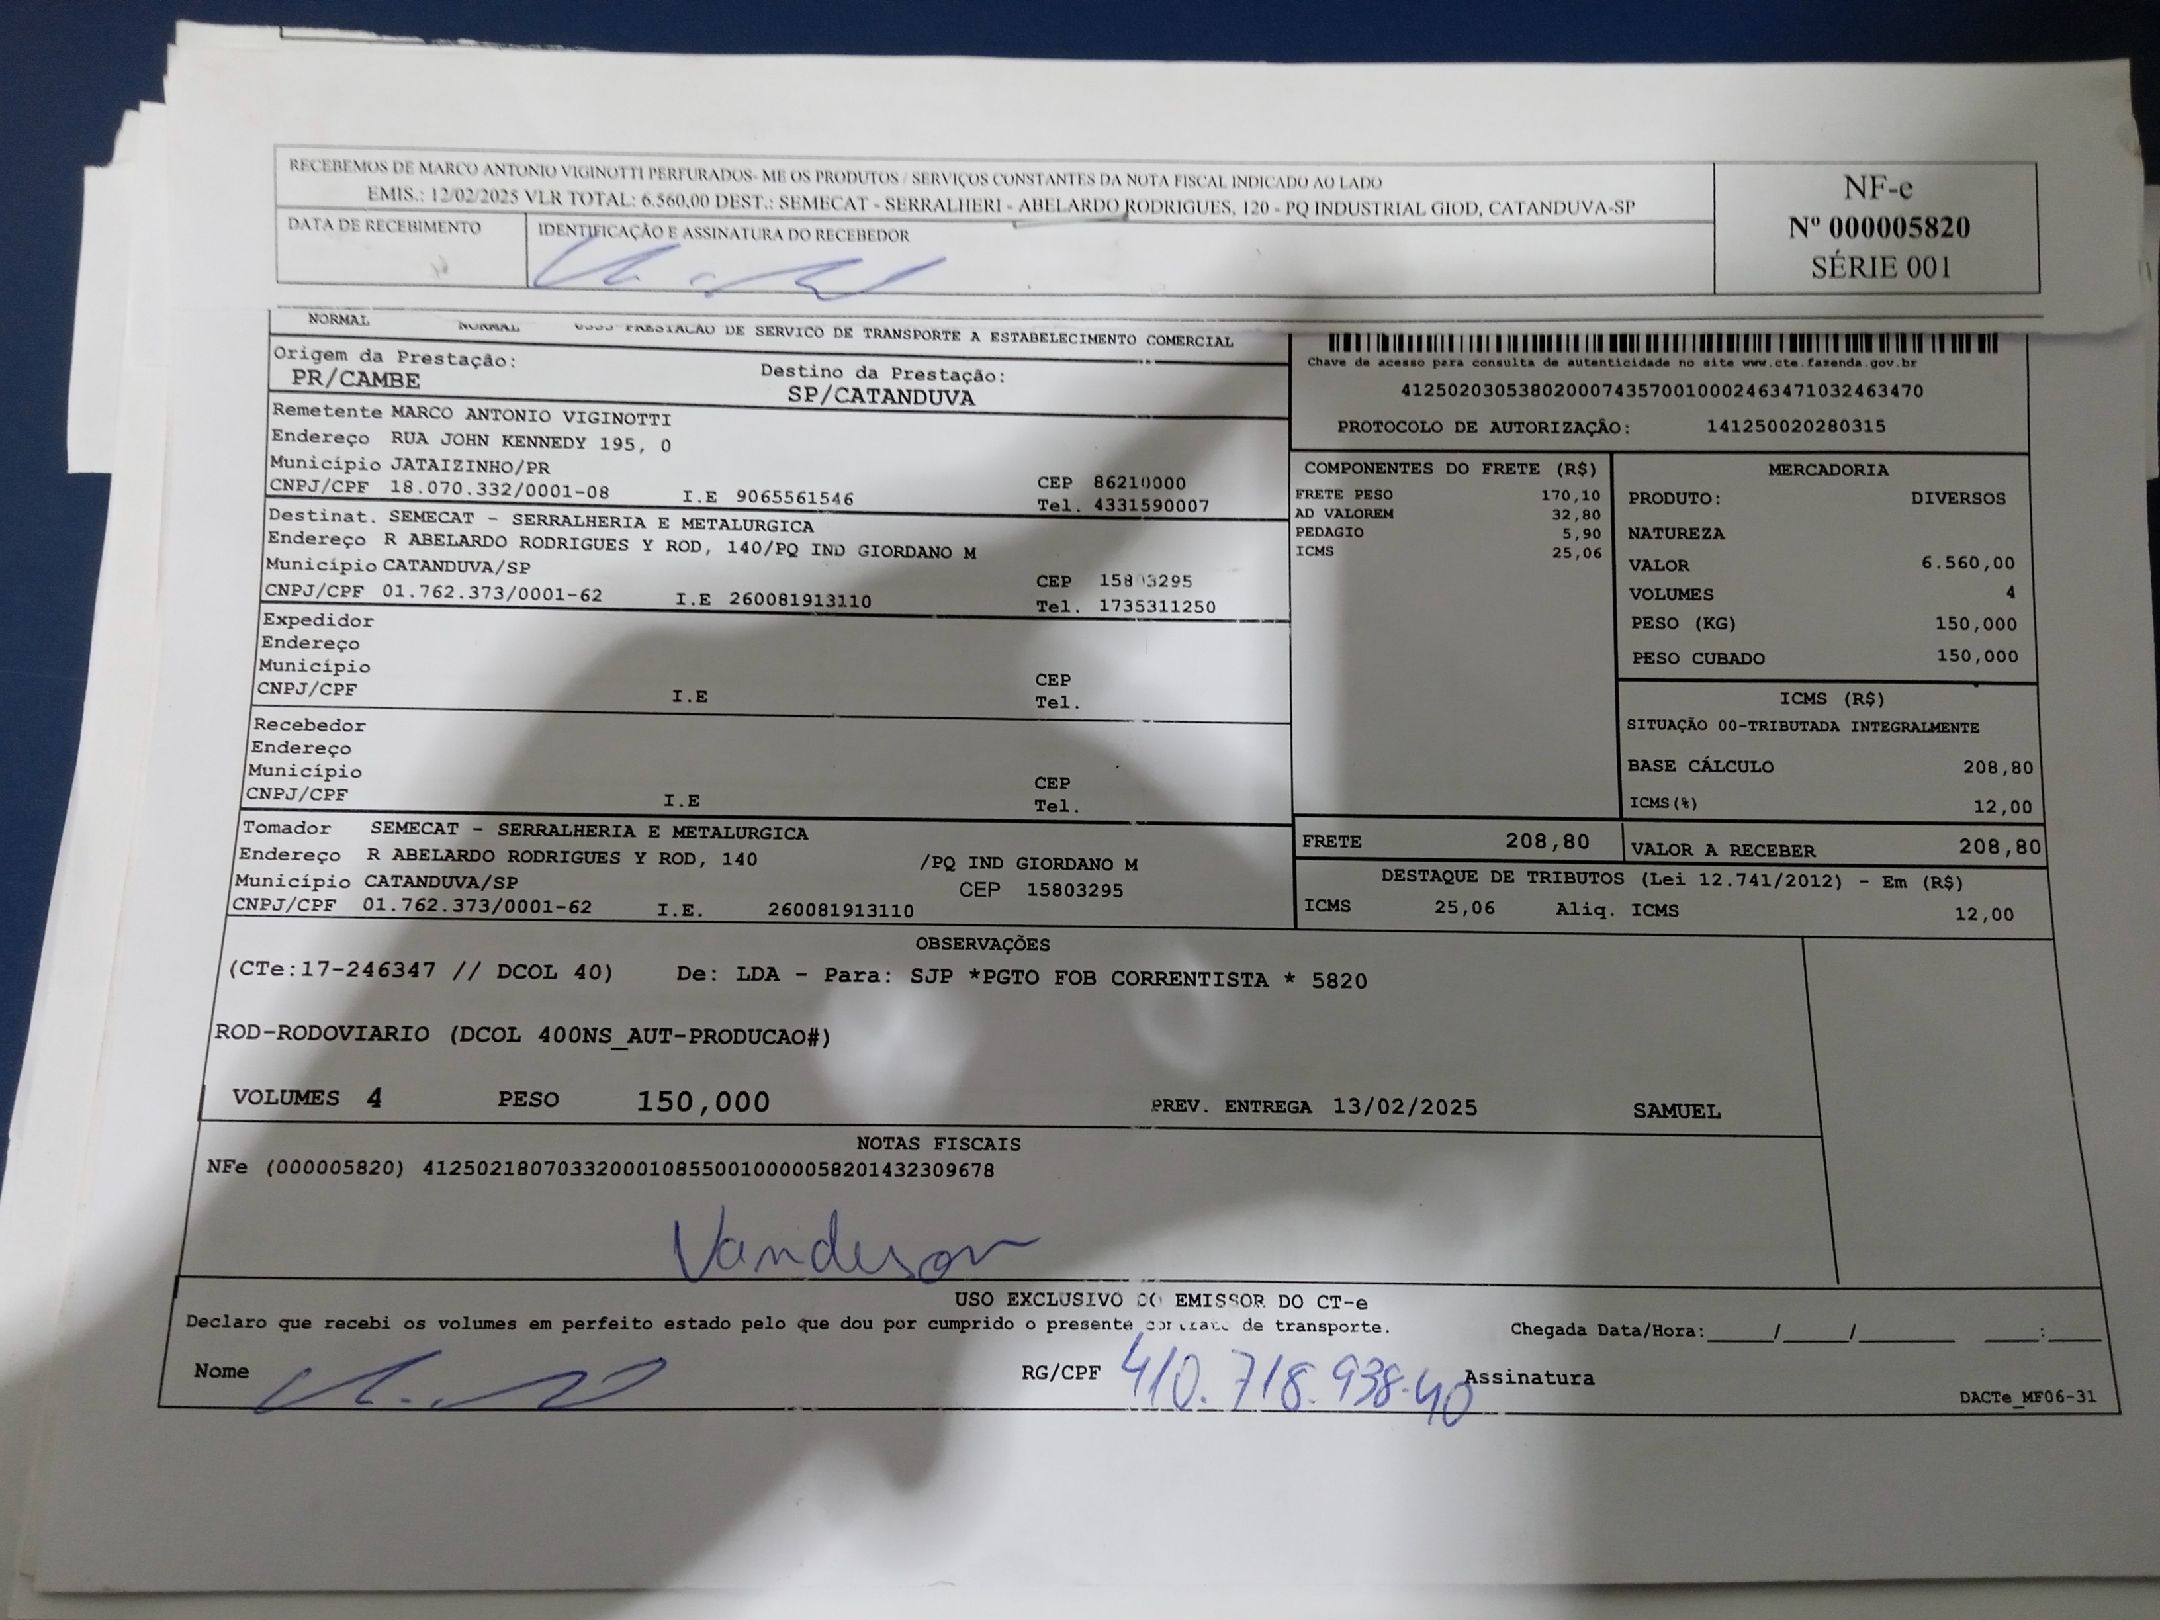 RECEBEMOS DE MARCO ANTONIO VIGINOTTI PERFURADOS- ME OS PRODUTOS / SERVIÇOS CONSTANTES DA NOTA FISCAL INDICADO AO LADO
EMIS.: 12/02/2025 VLR TOTAL: 6.560,00 DEST.: SEMECAT - SERRALHERI - ABELARDO RODRIGUES, 120 - PQ INDUSTRIAL GIOD, CATANDUVA-SP
NF-e
Nº 000005820
SÉRIE 001
DATA DE RECEBIMENTO
IDENTIFICAÇÃO E ASSINATURA DO RECEBEDOR
NORMAL NORMAL PRESTACAO DE SERVICO DE TRANSPORTE A ESTABELECIMENTO COMERCIAL
Origem da Prestação:
PR/CAMBE
Destino da Prestação:
SP/CATANDUVA
Chave de acesso para consulta de autenticidade no site www.cte.fazenda.gov.br
41250203053802000743570010002463471032463470
PROTOCOLO DE AUTORIZAÇÃO: 141250020280315
Remetente MARCO ANTONIO VIGINOTTI
Endereço RUA JOHN KENNEDY 195, 0
Município JATAIZINHO/PR CEP 86210000
CNPJ/CPF 18.070.332/0001-08 I.E 9065561546 Tel. 4331590007
Destinat. SEMECAT - SERRALHERIA E METALURGICA
Endereço R ABELARDO RODRIGUES Y ROD, 140/PQ IND GIORDANO M
Município CATANDUVA/SP CEP 15803295
CNPJ/CPF 01.762.373/0001-62 I.E 260081913110 Tel. 1735311250
Expedidor
Endereço
Município CEP
CNPJ/CPF I.E Tel.
Recebedor
Endereço
Município CEP
CNPJ/CPF I.E Tel.
Tomador SEMECAT - SERRALHERIA E METALURGICA
Endereço R ABELARDO RODRIGUES Y ROD, 140 /PQ IND GIORDANO M
Município CATANDUVA/SP CEP 15803295
CNPJ/CPF 01.762.373/0001-62 I.E. 260081913110
COMPONENTES DO FRETE (R$)
FRETE PESO 170,10
AD VALOREM 32,80
PEDAGIO 5,90
ICMS 25,06
MERCADORIA
PRODUTO: DIVERSOS
NATUREZA
VALOR 6.560,00
VOLUMES 4
PESO (KG) 150,000
PESO CUBADO 150,000
ICMS (R$)
SITUAÇÃO 00-TRIBUTADA INTEGRALMENTE
BASE CÁLCULO 208,80
ICMS(%) 12,00
FRETE 208,80
VALOR A RECEBER 208,80
DESTAQUE DE TRIBUTOS (Lei 12.741/2012) - Em (R$)
ICMS 25,06 Aliq. ICMS 12,00
OBSERVAÇÕES
(CTe:17-246347 // DCOL 40) De: LDA - Para: SJP *PGTO FOB CORRENTISTA * 5820
ROD-RODOVIARIO (DCOL 400NS_AUT-PRODUCAO#)
VOLUMES 4 PESO 150,000 PREV. ENTREGA 13/02/2025 SAMUEL
NOTAS FISCAIS
NFe (000005820) 41250218070332000108550010000058201432309678
Vanderson
USO EXCLUSIVO DO EMISSOR DO CT-e
Declaro que recebi os volumes em perfeito estado pelo que dou por cumprido o presente contrato de transporte. Chegada Data/Hora:____/____/______ ___:___
Nome RG/CPF 410.718.938-40 Assinatura
DACTe_MF06-31